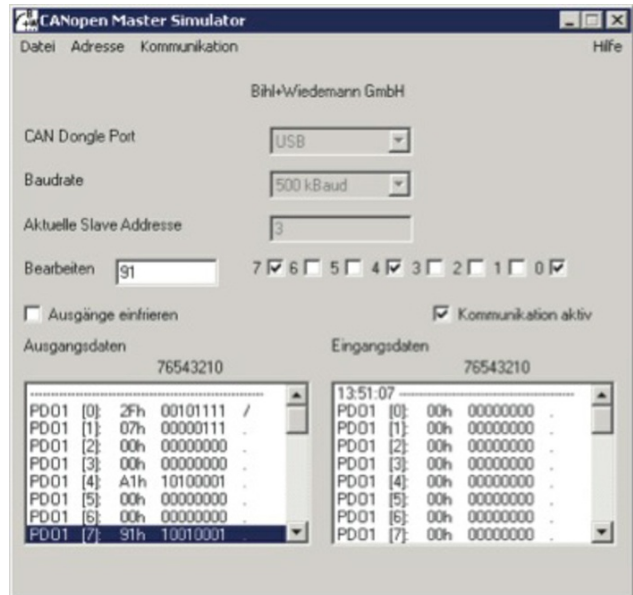 CANopen Master Simulator
Datei Adresse Kommunikation Hilfe
Bihl+Wiedemann GmbH
CAN Dongle Port USB
Baudrate 500 kBaud
Aktuelle Slave Addresse 3
Bearbeiten 91 7 6 5 4 3 2 1 0
Ausgänge einfrieren Kommunikation aktiv
Ausgangsdaten Eingangsdaten
76543210 76543210
13:51:07 ----------------------------------------
PDO1 [0]: 2Fh 00101111 / PDO1 [0]: 00h 00000000 .
PDO1 [1]: 07h 00000111 . PDO1 [1]: 00h 00000000 .
PDO1 [2]: 00h 00000000 . PDO1 [2]: 00h 00000000 .
PDO1 [3]: 00h 00000000 . PDO1 [3]: 00h 00000000 .
PDO1 [4]: A1h 10100001 . PDO1 [4]: 00h 00000000 .
PDO1 [5]: 00h 00000000 . PDO1 [5]: 00h 00000000 .
PDO1 [6]: 00h 00000000 . PDO1 [6]: 00h 00000000 .
PDO1 [7]: 91h 10010001 . PDO1 [7]: 00h 00000000 .